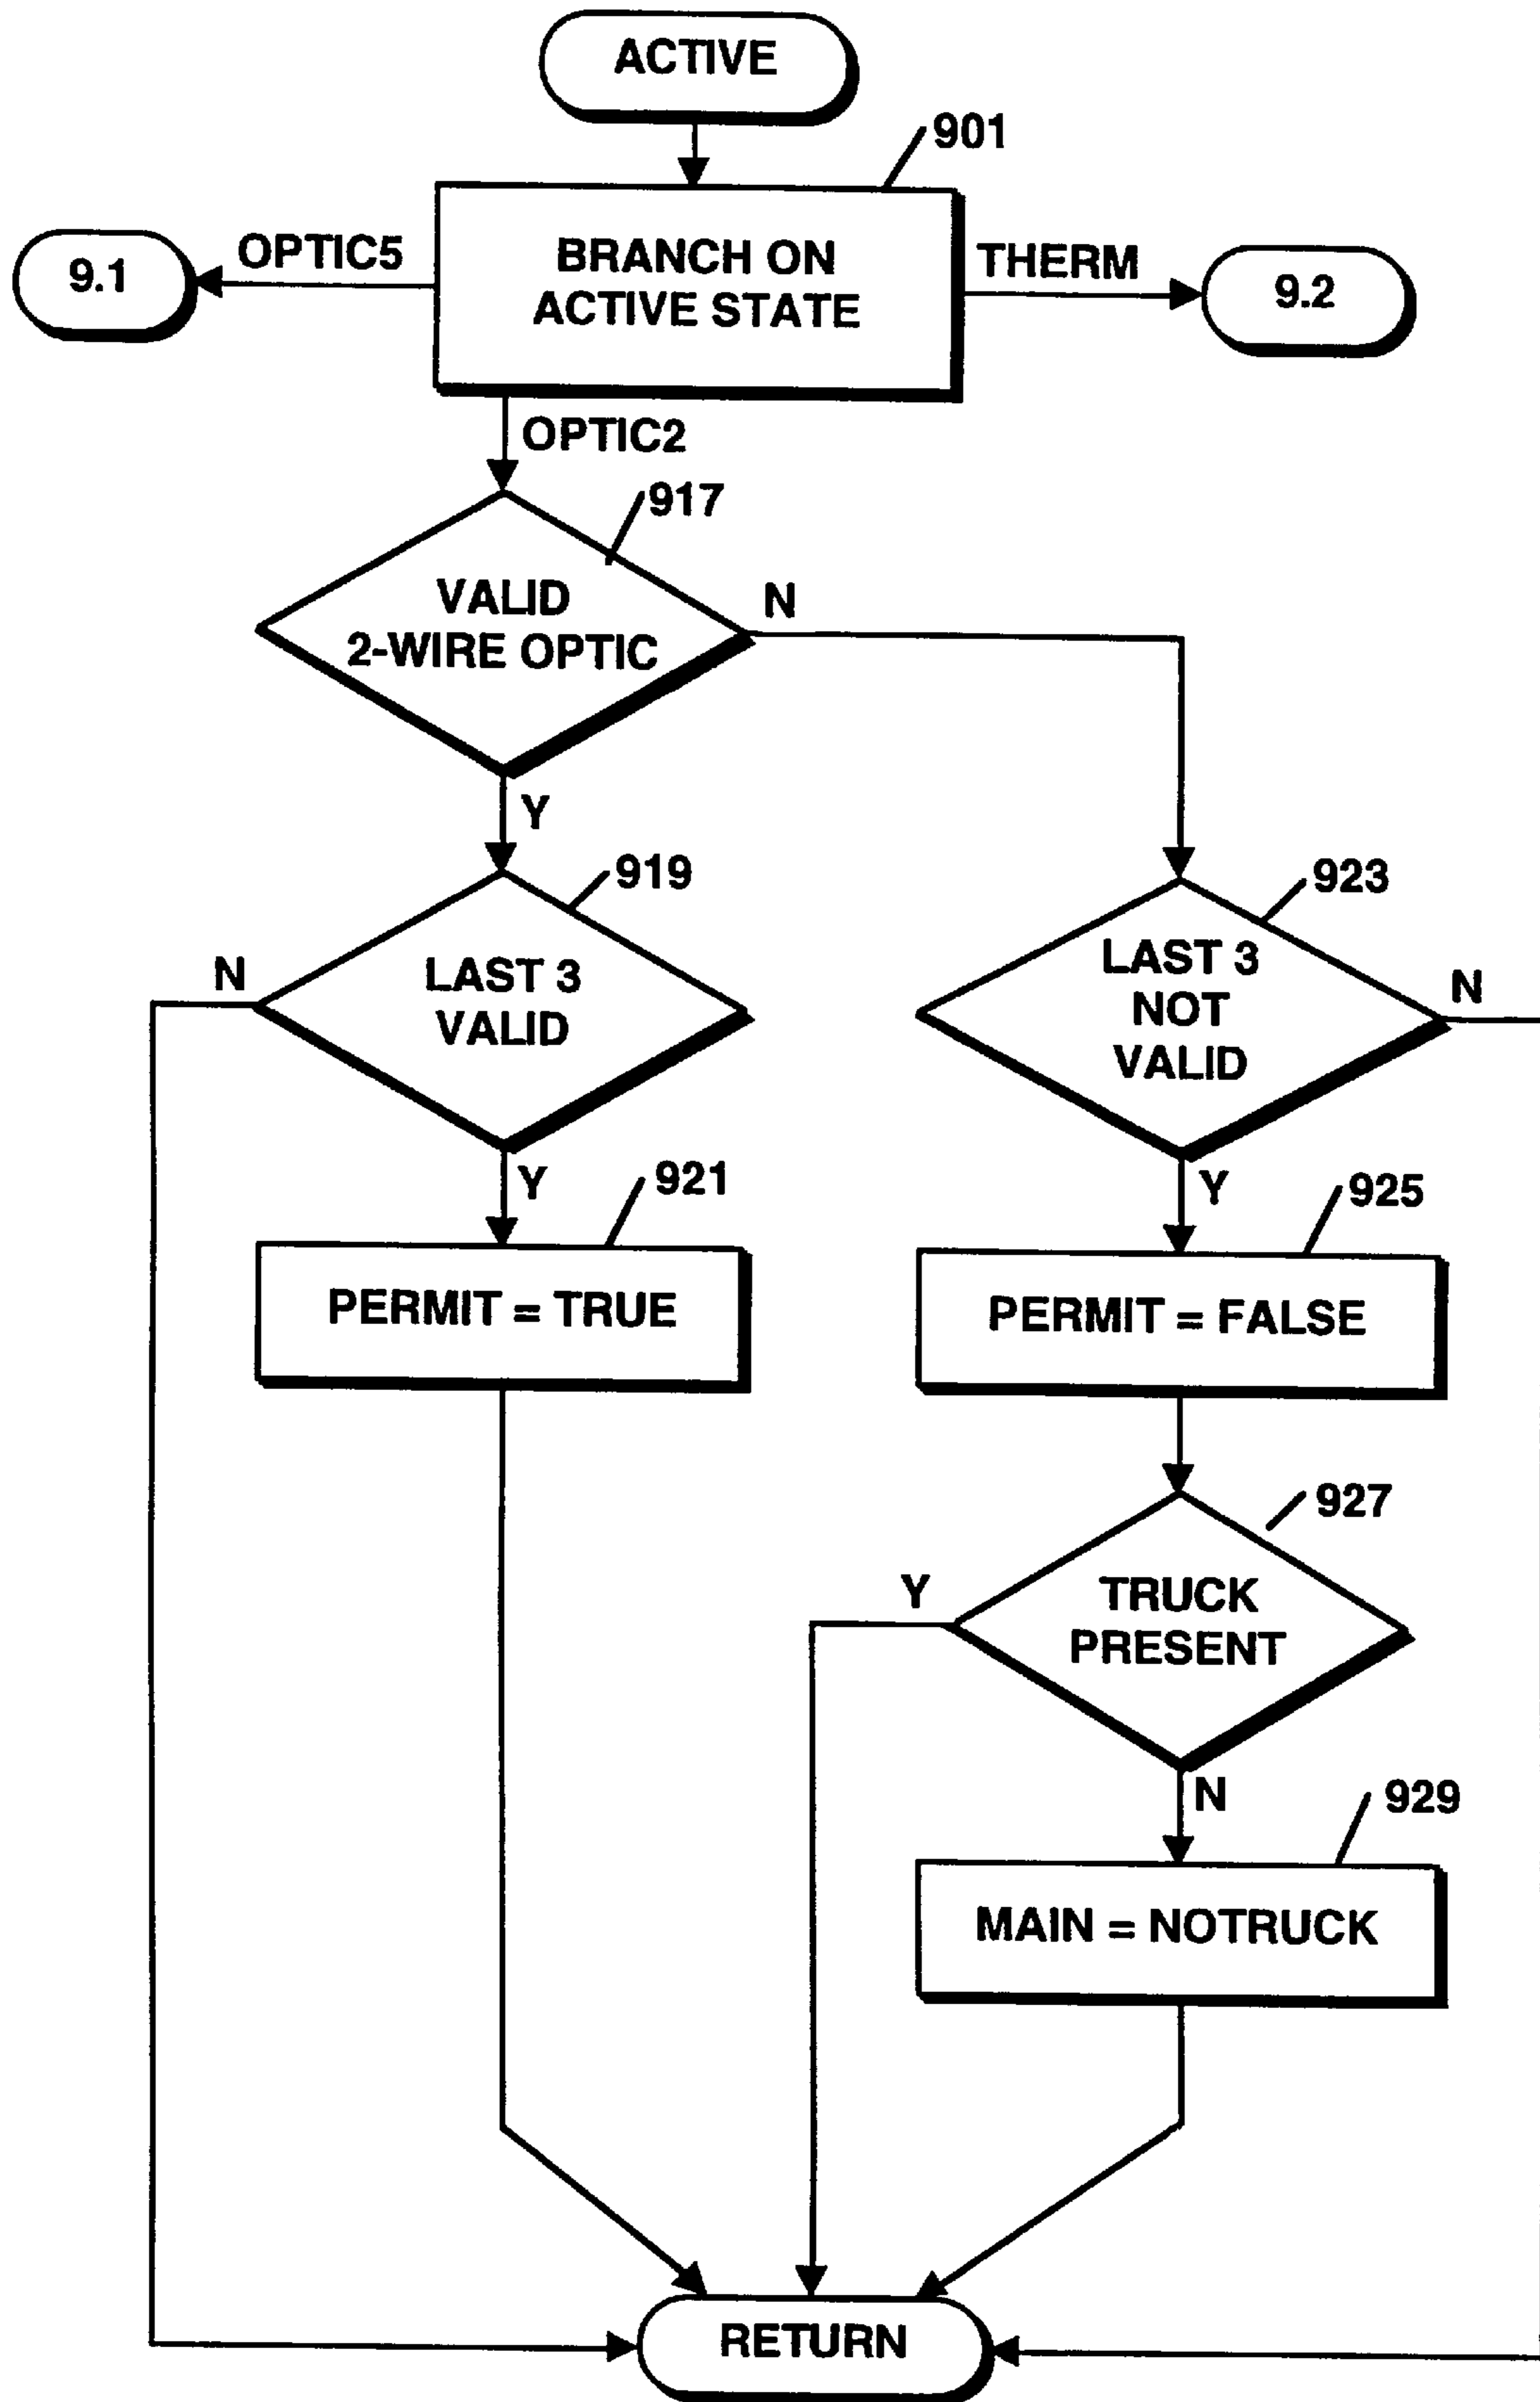 ACTIVE
901
BRANCH ON
ACTIVE STATE
OPTIC5
9.1
THERM
9.2
OPTIC2
917
VALID
2-WIRE OPTIC
N
Y
919
LAST 3
VALID
N
Y
923
LAST 3
NOT
VALID
N
Y
921
PERMIT = TRUE
925
PERMIT = FALSE
927
TRUCK
PRESENT
Y
N
929
MAIN = NOTRUCK
RETURN